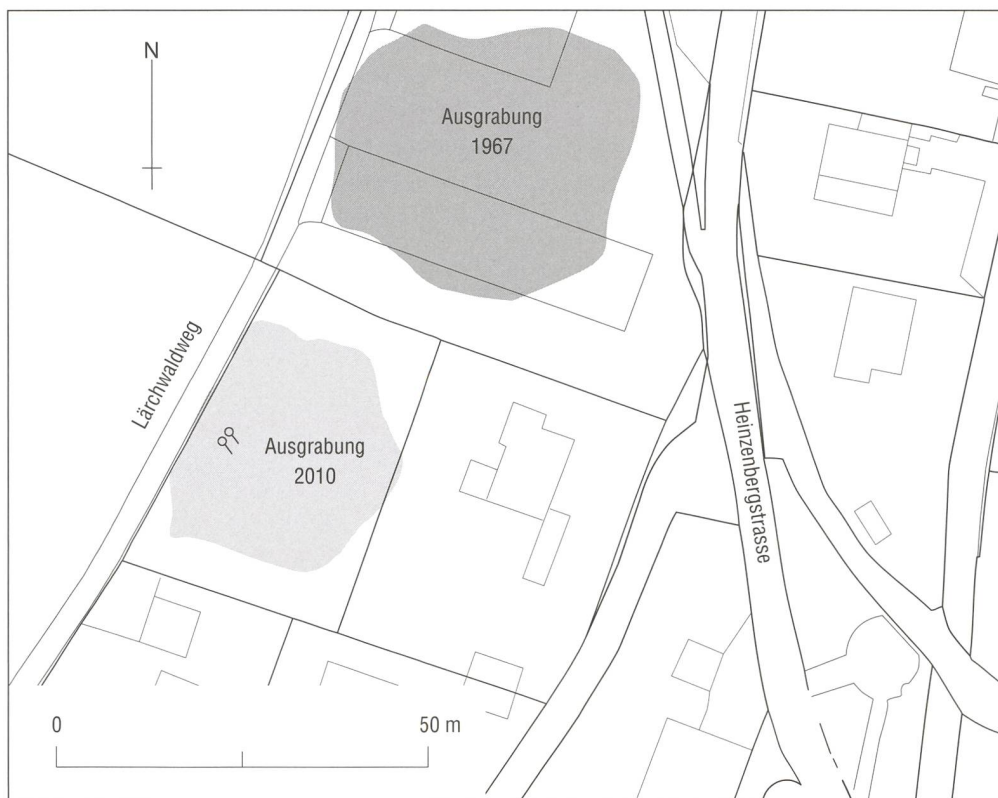 N
Ausgrabung
1967
Lärchwaldweg
Ausgrabung
2010
Heinzenbergstrasse
0
50 m